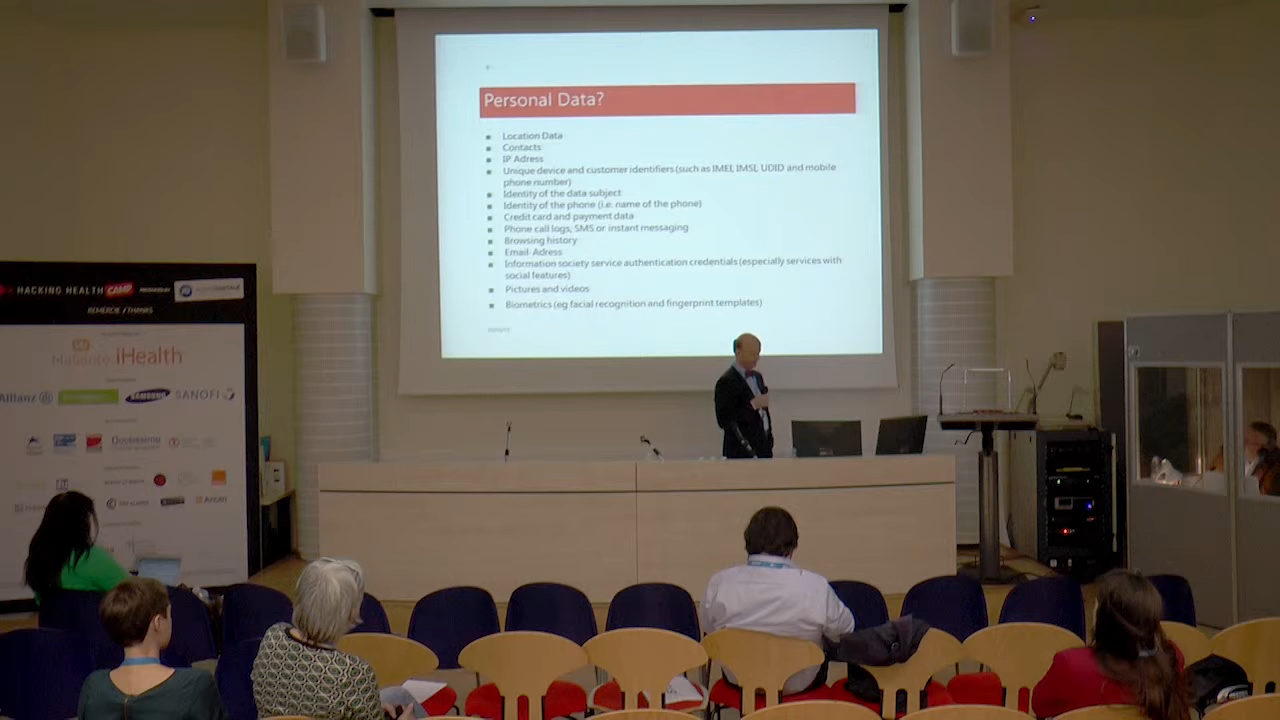 Personal Data?
Location Data
Contacts
IP Adress
Unique device and customer identifiers (such as IMEI, IMSI, UDID and mobile
phone number)
Identity of the data subject
Identity of the phone (i.e. name of the phone)
Credit card and payment data
Phone call logs, SMS or instant messaging
Browsing history
Email Adress
Information society service authentication credentials (especially services with
social features)
Pictures and videos
Biometrics (eg facial recognition and fingerprint templates)
HACKING HEALTH CAMP
REMERCIE / THANKS
iHealth
Allianz
SAMSUNG
SANOFI
Doctissimo